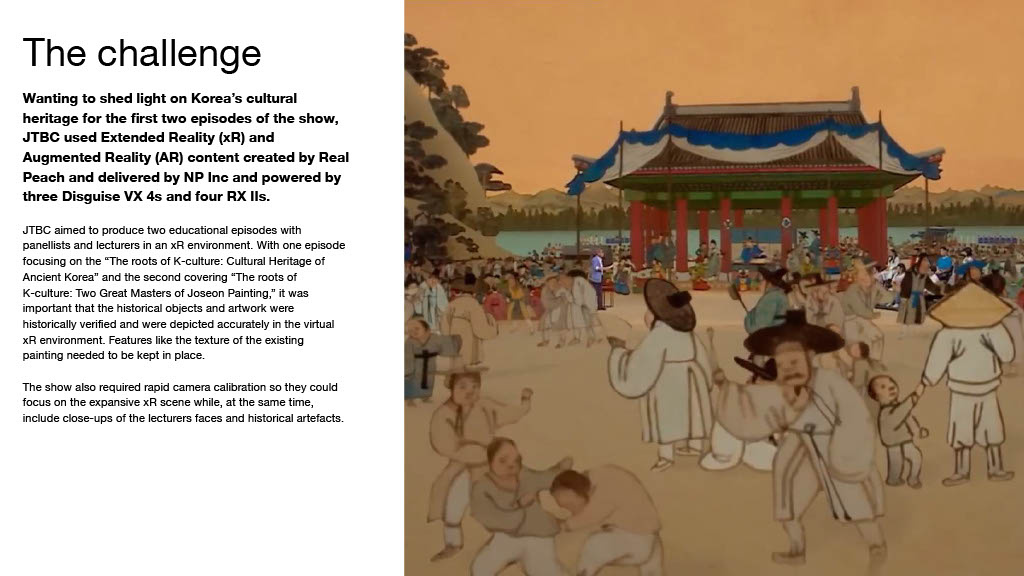 The challenge
Wanting to shed light on Korea’s cultural
heritage for the first two episodes of the show,
JTBC used Extended Reality (xR) and
Augmented Reality (AR) content created by Real
Peach and delivered by NP Inc and powered by
three Disguise VX 4s and four RX IIs.
JTBC aimed to produce two educational episodes with
panellists and lecturers in an xR environment. With one episode
focusing on the “The roots of K-culture: Cultural Heritage of
Ancient Korea” and the second covering “The roots of
K-culture: Two Great Masters of Joseon Painting,” it was
important that the historical objects and artwork were
historically verified and were depicted accurately in the virtual
xR environment. Features like the texture of the existing
painting needed to be kept in place.
The show also required rapid camera calibration so they could
focus on the expansive xR scene while, at the same time,
include close-ups of the lecturers faces and historical artefacts.